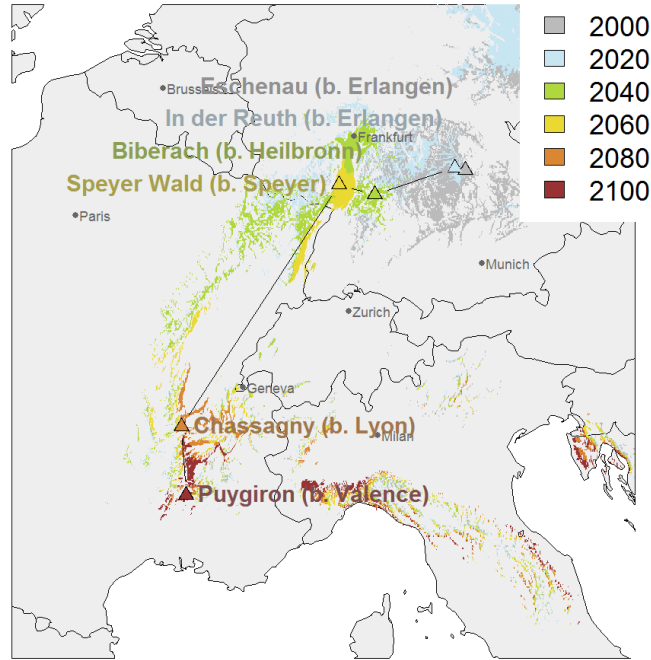 2000
2020
2040
2060
2080
2100
Brussels
Eschenau (b. Erlangen)
In der Reuth (b. Erlangen)
Frankfurt
Biberach (b. Heilbronn)
Speyer Wald (b. Speyer)
Paris
Munich
Zurich
Geneva
Chassagny (b. Lyon)
Milan
Puygiron (b. Valence)